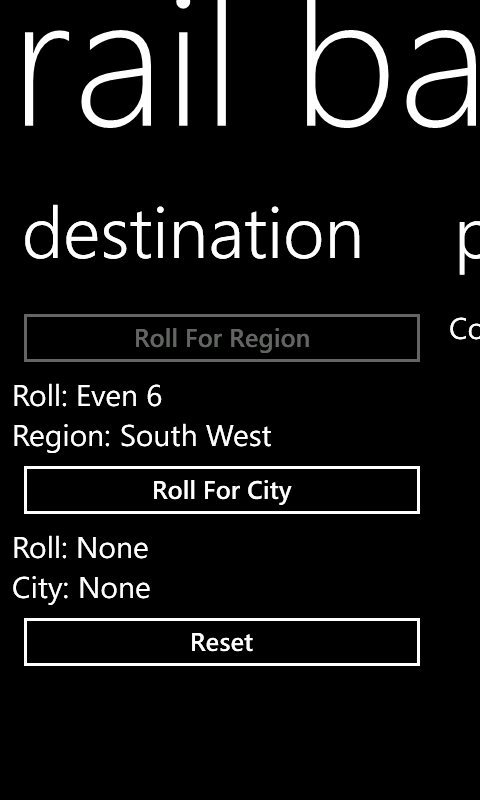 rail ba
destination
Roll For Region
Roll: Even 6
Region: South West
Roll For City
Roll: None
City: None
Reset